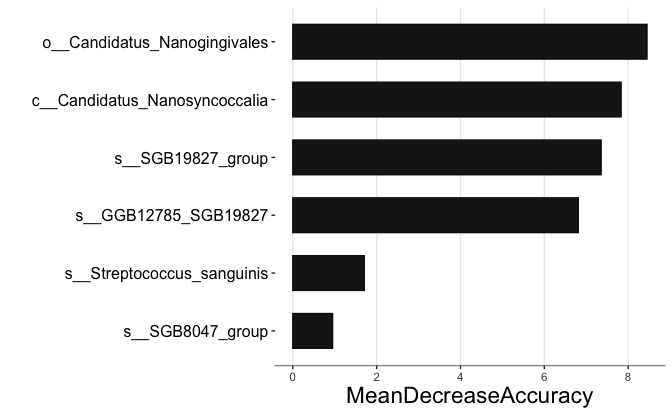 o__Candidatus_Nanogingivales
c__Candidatus_Nanosyncoccalia
s__SGB19827_group
s__GGB12785_SGB19827
s__Streptococcus_sanguinis
s__SGB8047_group
0 2 4 6 8
MeanDecreaseAccuracy